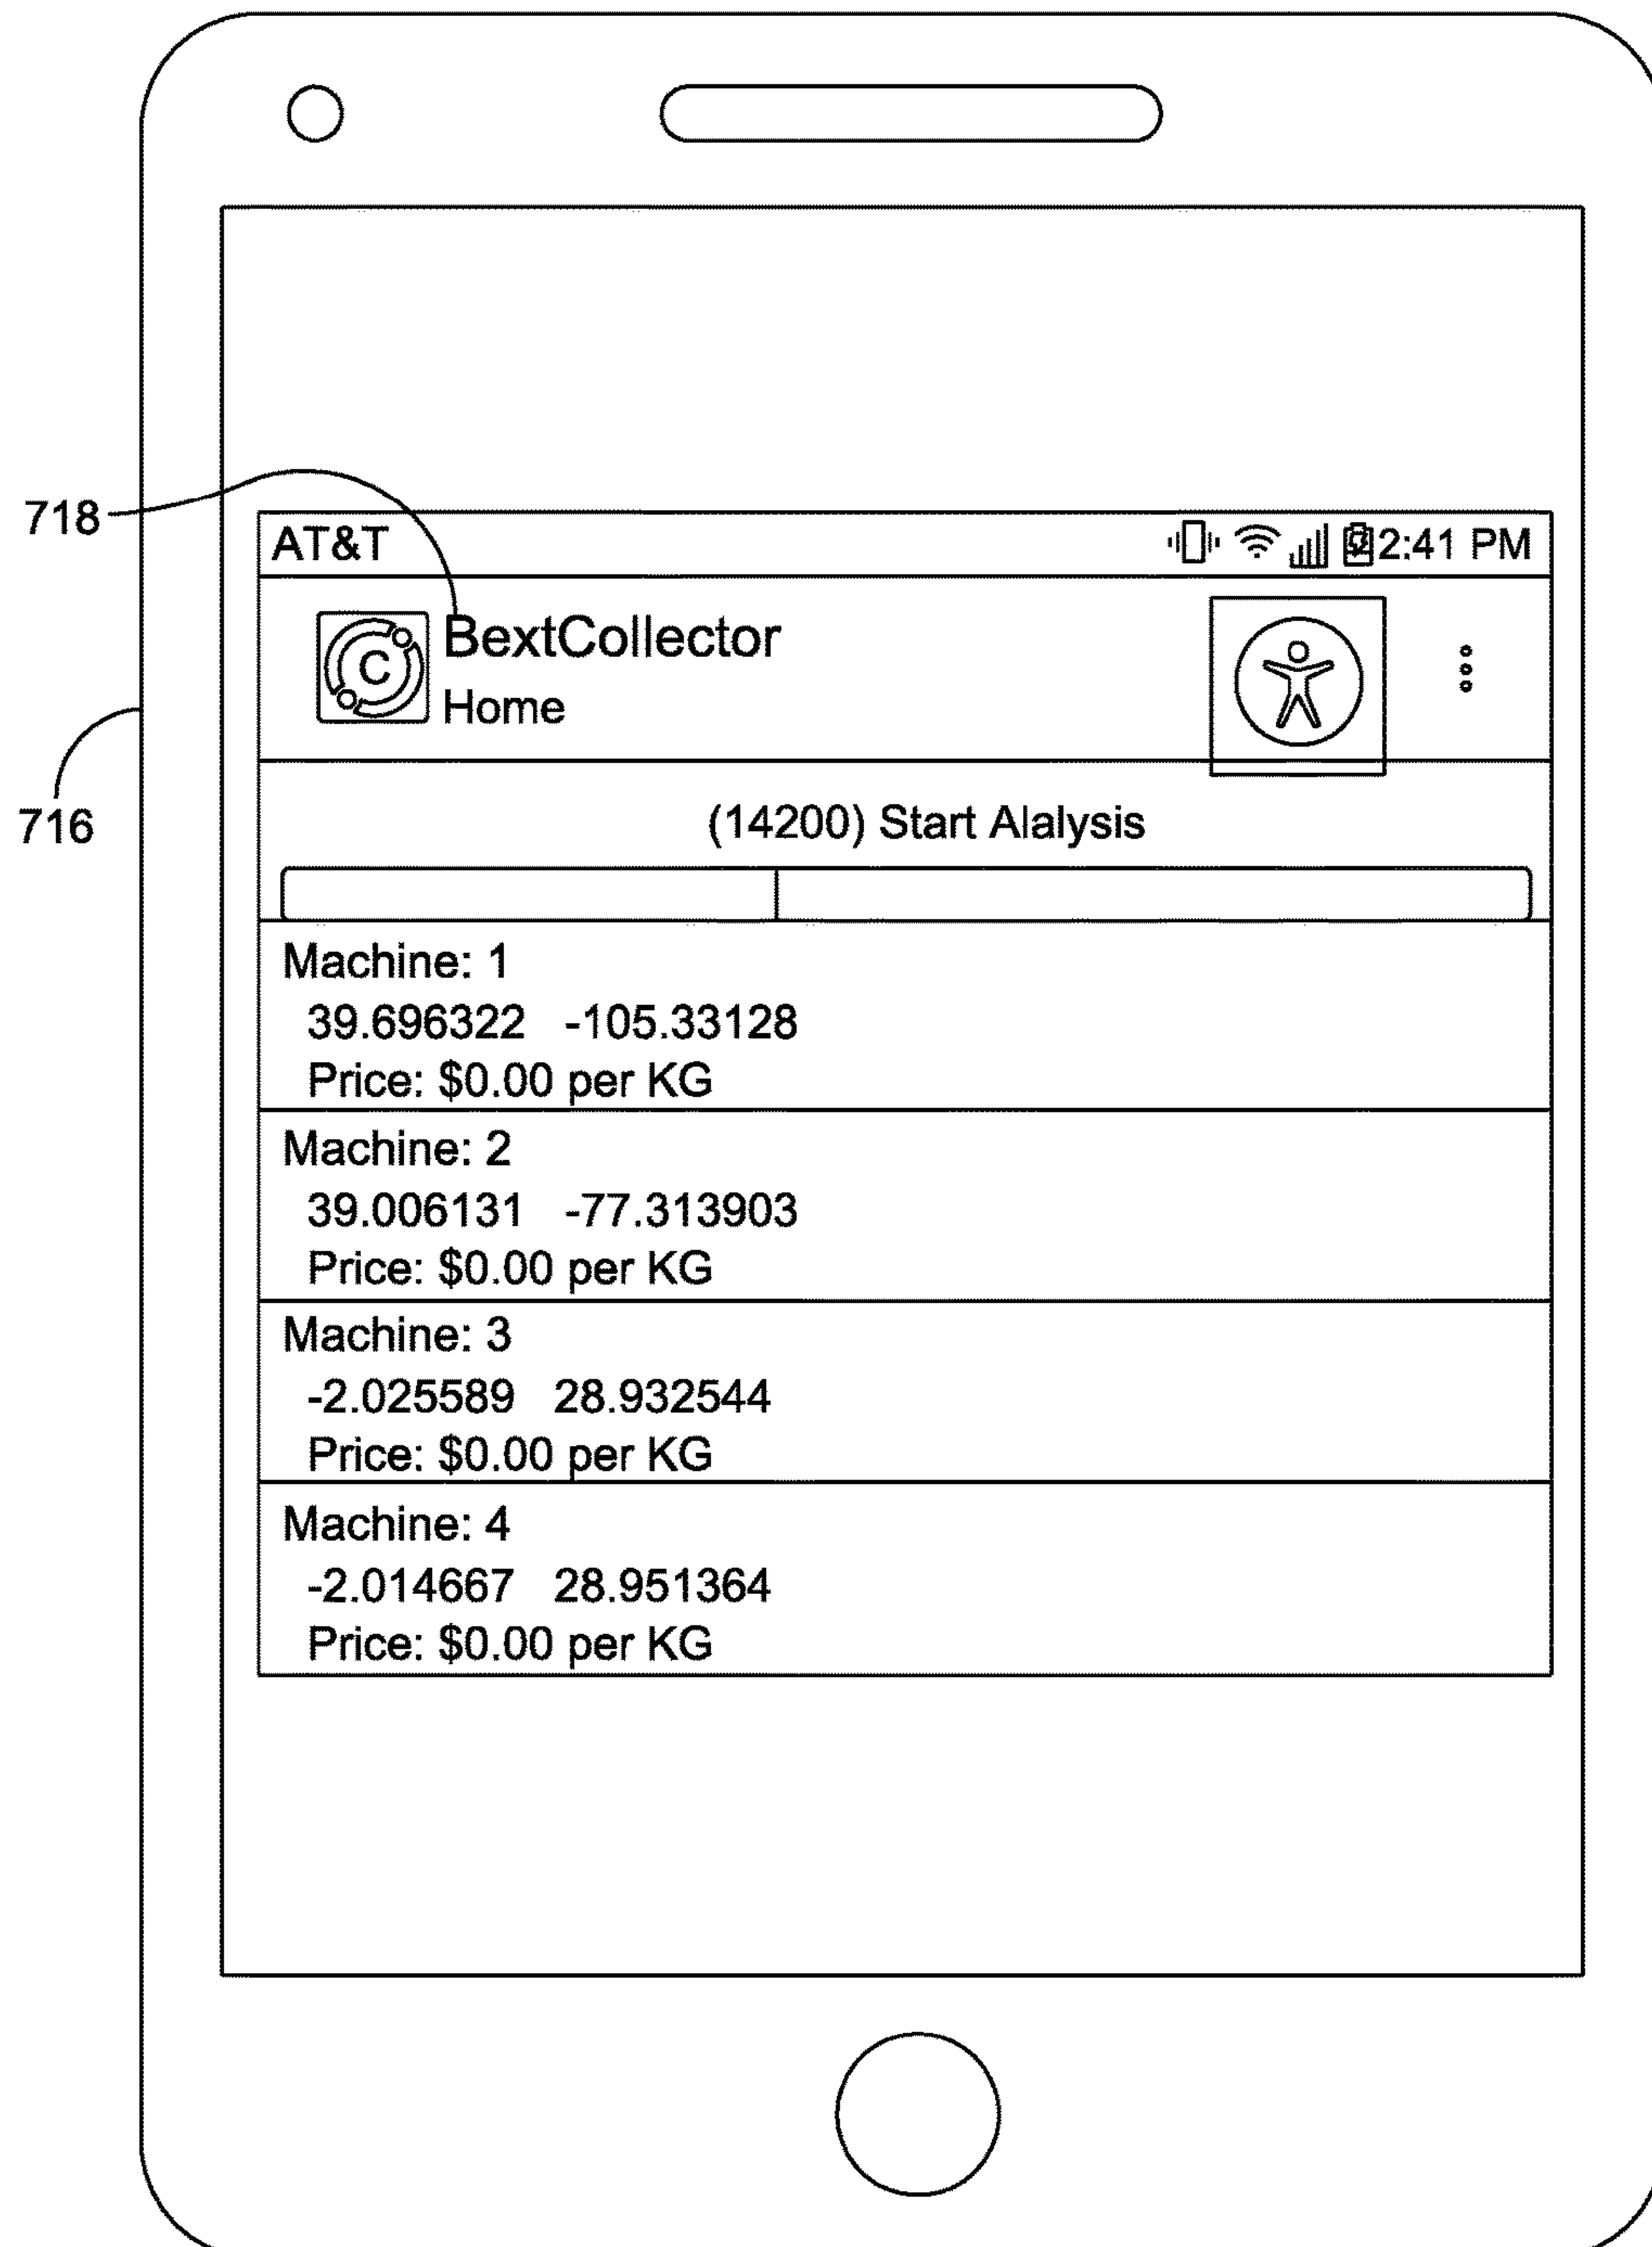 718
AT&T 2:41 PM
C
BextCollector
Home
716
(14200) Start Alalysis
Machine: 1
39.696322 -105.33128
Price: $0.00 per KG
Machine: 2
39.006131 -77.313903
Price: $0.00 per KG
Machine: 3
-2.025589 28.932544
Price: $0.00 per KG
Machine: 4
-2.014667 28.951364
Price: $0.00 per KG